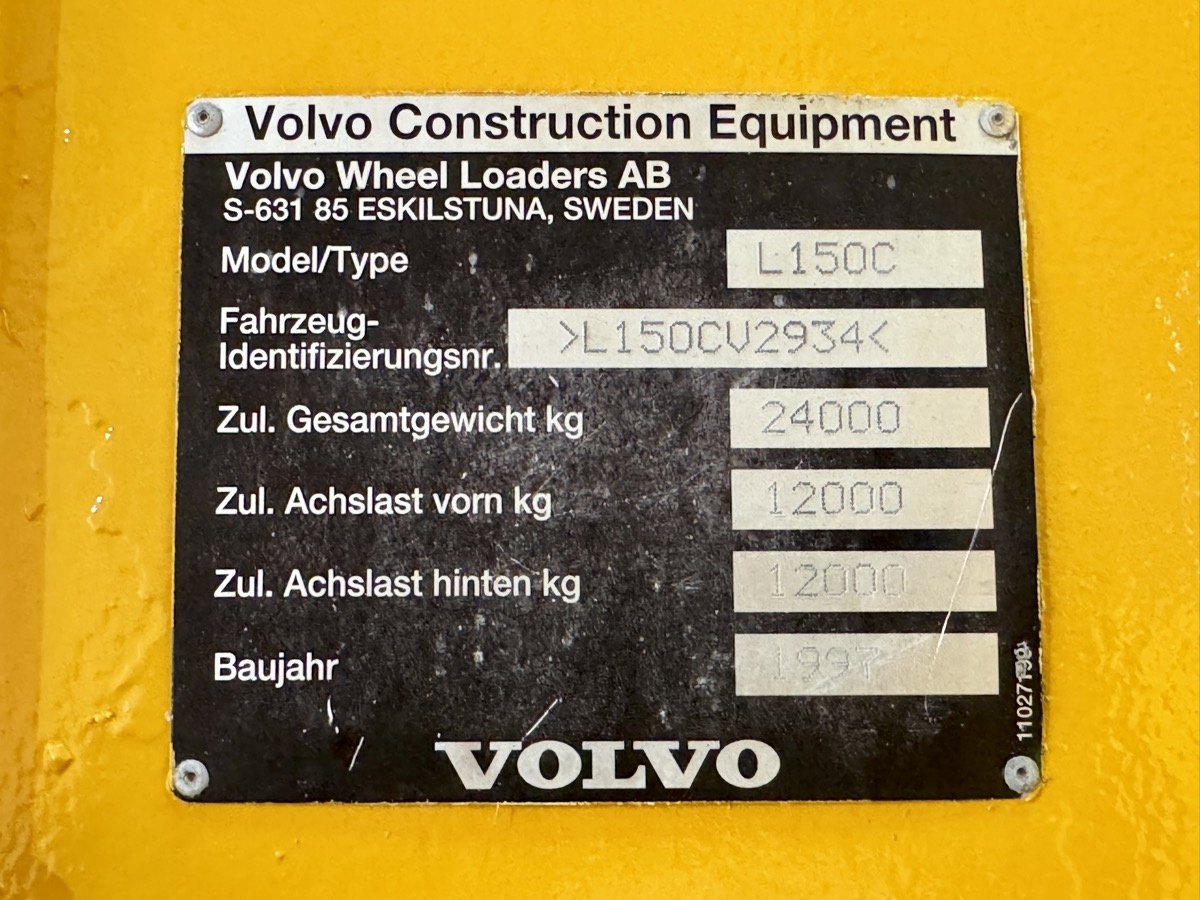 Volvo Construction Equipment
Volvo Wheel Loaders AB
S-631 85 ESKILSTUNA, SWEDEN
Model/Type L150C
Fahrzeug-
Identifizierungsnr. >L150CV2934<
Zul. Gesamtgewicht kg 24000
Zul. Achslast vorn kg 12000
Zul. Achslast hinten kg 12000
Baujahr 1997
VOLVO